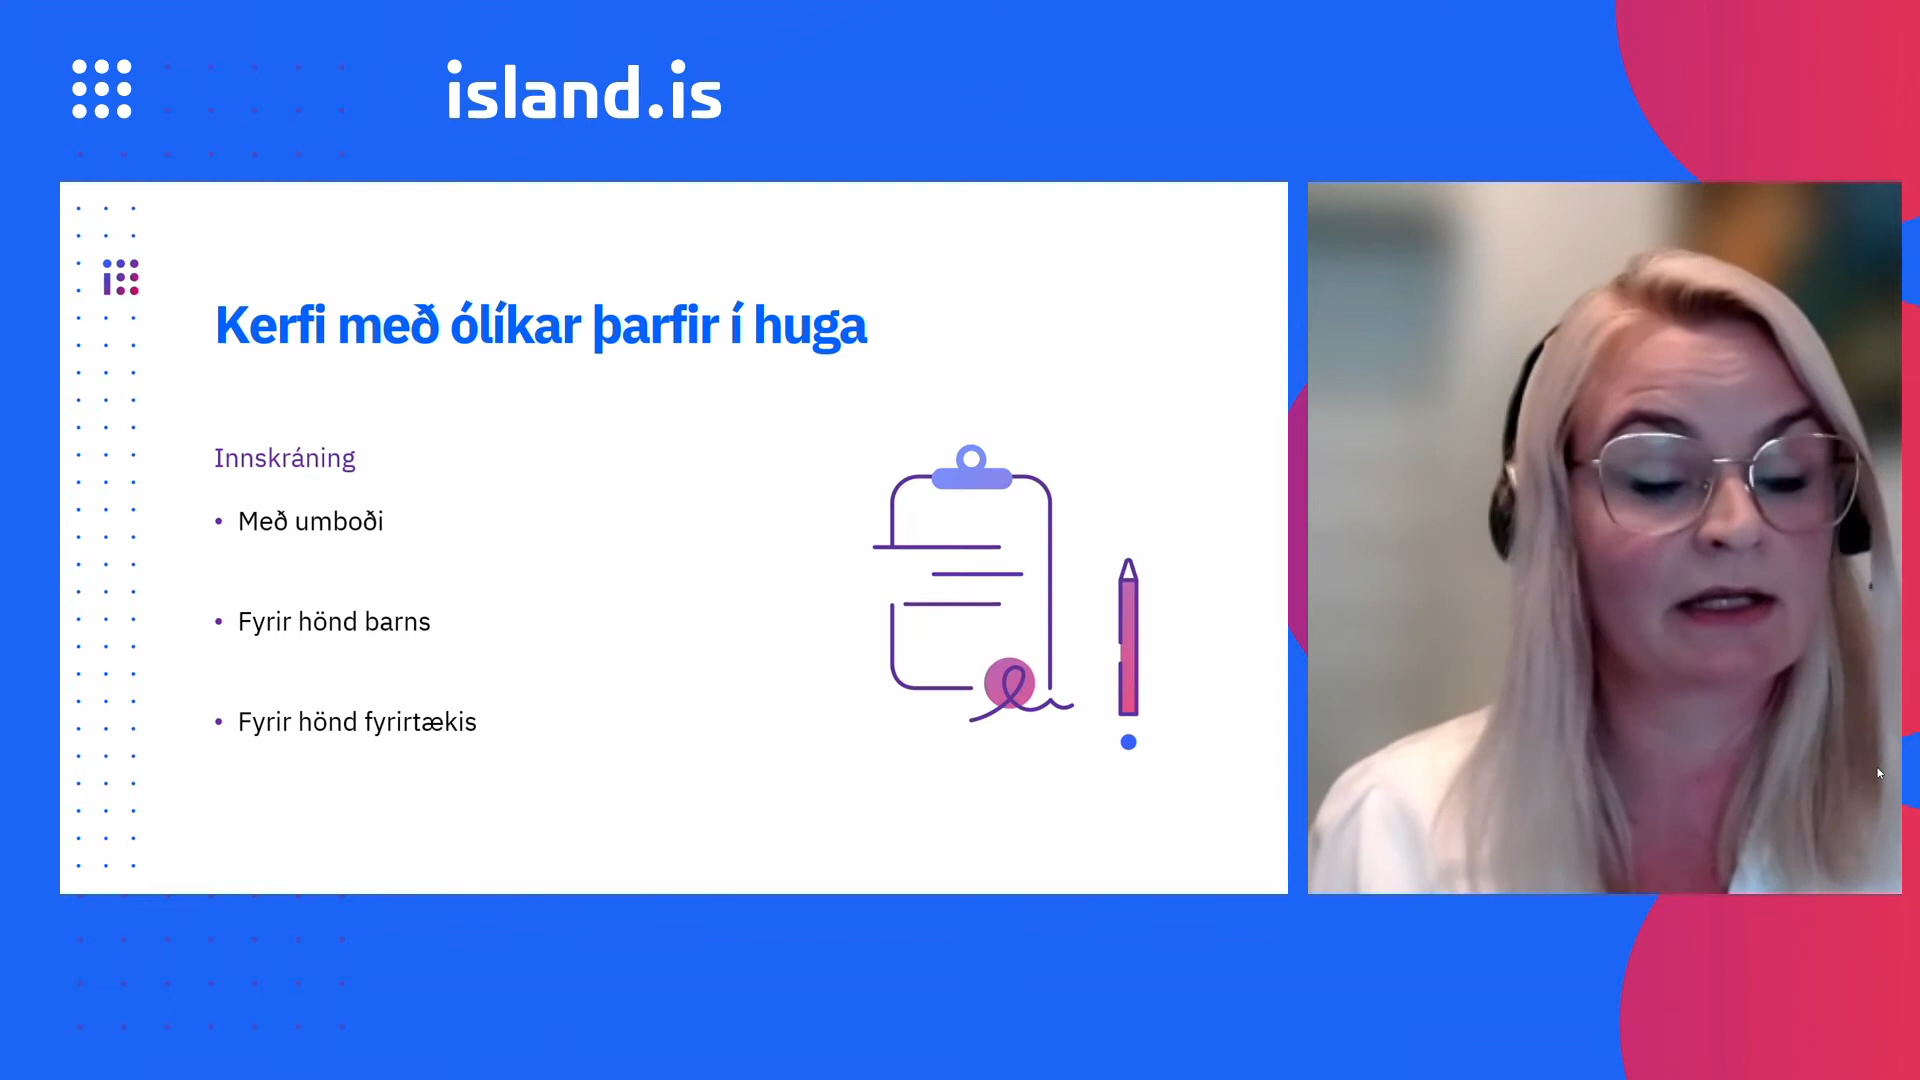 island.is
Kerfi með ólíkar þarfir í huga
Innskráning
• Með umboði
• Fyrir hönd barns
• Fyrir hönd fyrirtækis